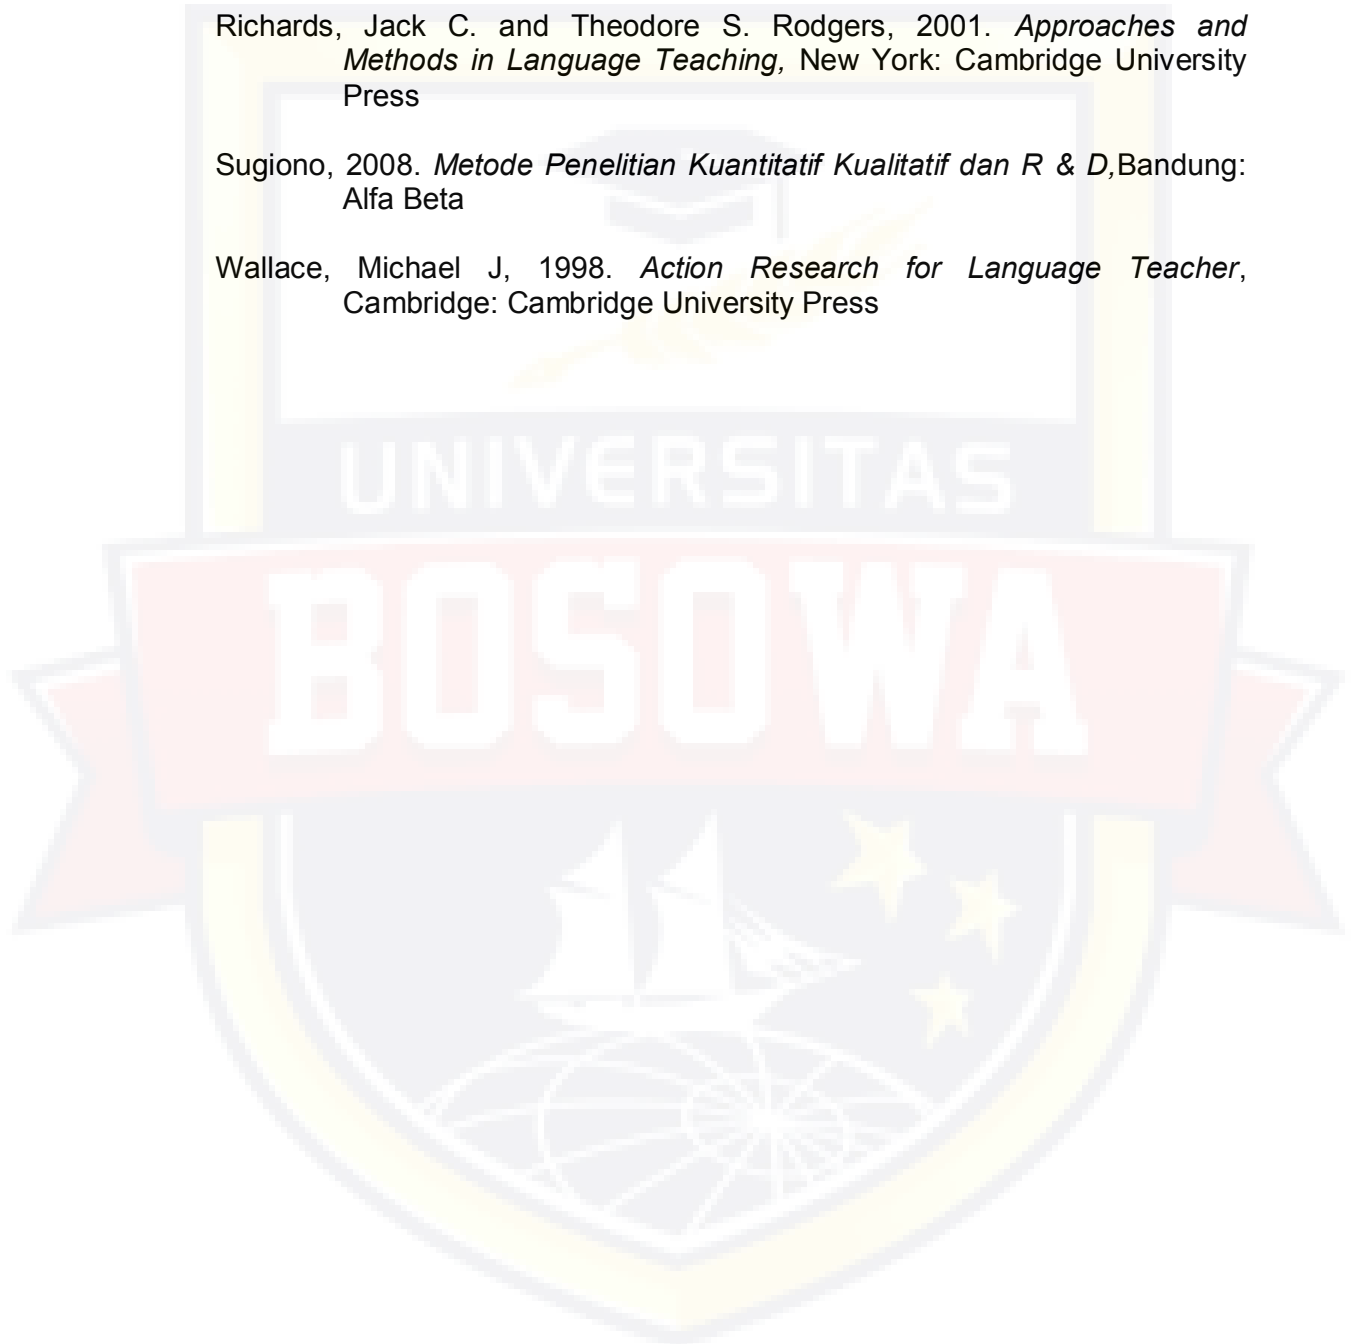 Richards, Jack C. and Theodore S. Rodgers, 2001. Approaches and
Methods in Language Teaching, New York: Cambridge University
Press
Sugiono, 2008. Metode Penelitian Kuantitatif Kualitatif dan R & D,Bandung:
Alfa Beta
Wallace, Michael J, 1998. Action Research for Language Teacher,
Cambridge: Cambridge University Press
UNIVERSITAS
BOSOWA